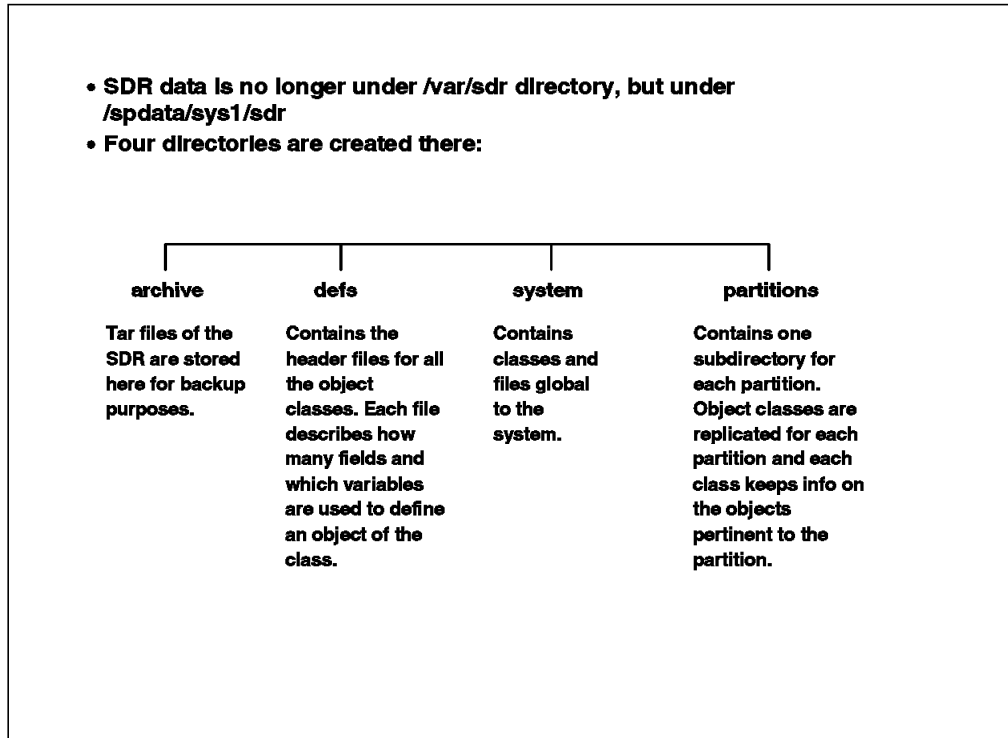 • SDR data is no longer under /var/sdr directory, but under
/spdata/sys1/sdr
• Four directories are created there:
archive
Tar files of the
SDR are stored
here for backup
purposes.
defs
Contains the
header files for all
the object
classes. Each file
describes how
many fields and
which variables
are used to define
an object of the
class.
system
Contains
classes and
files global
to the
system.
partitions
Contains one
subdirectory for
each partition.
Object classes are
replicated for each
partition and each
class keeps info on
the objects
pertinent to the
partition.